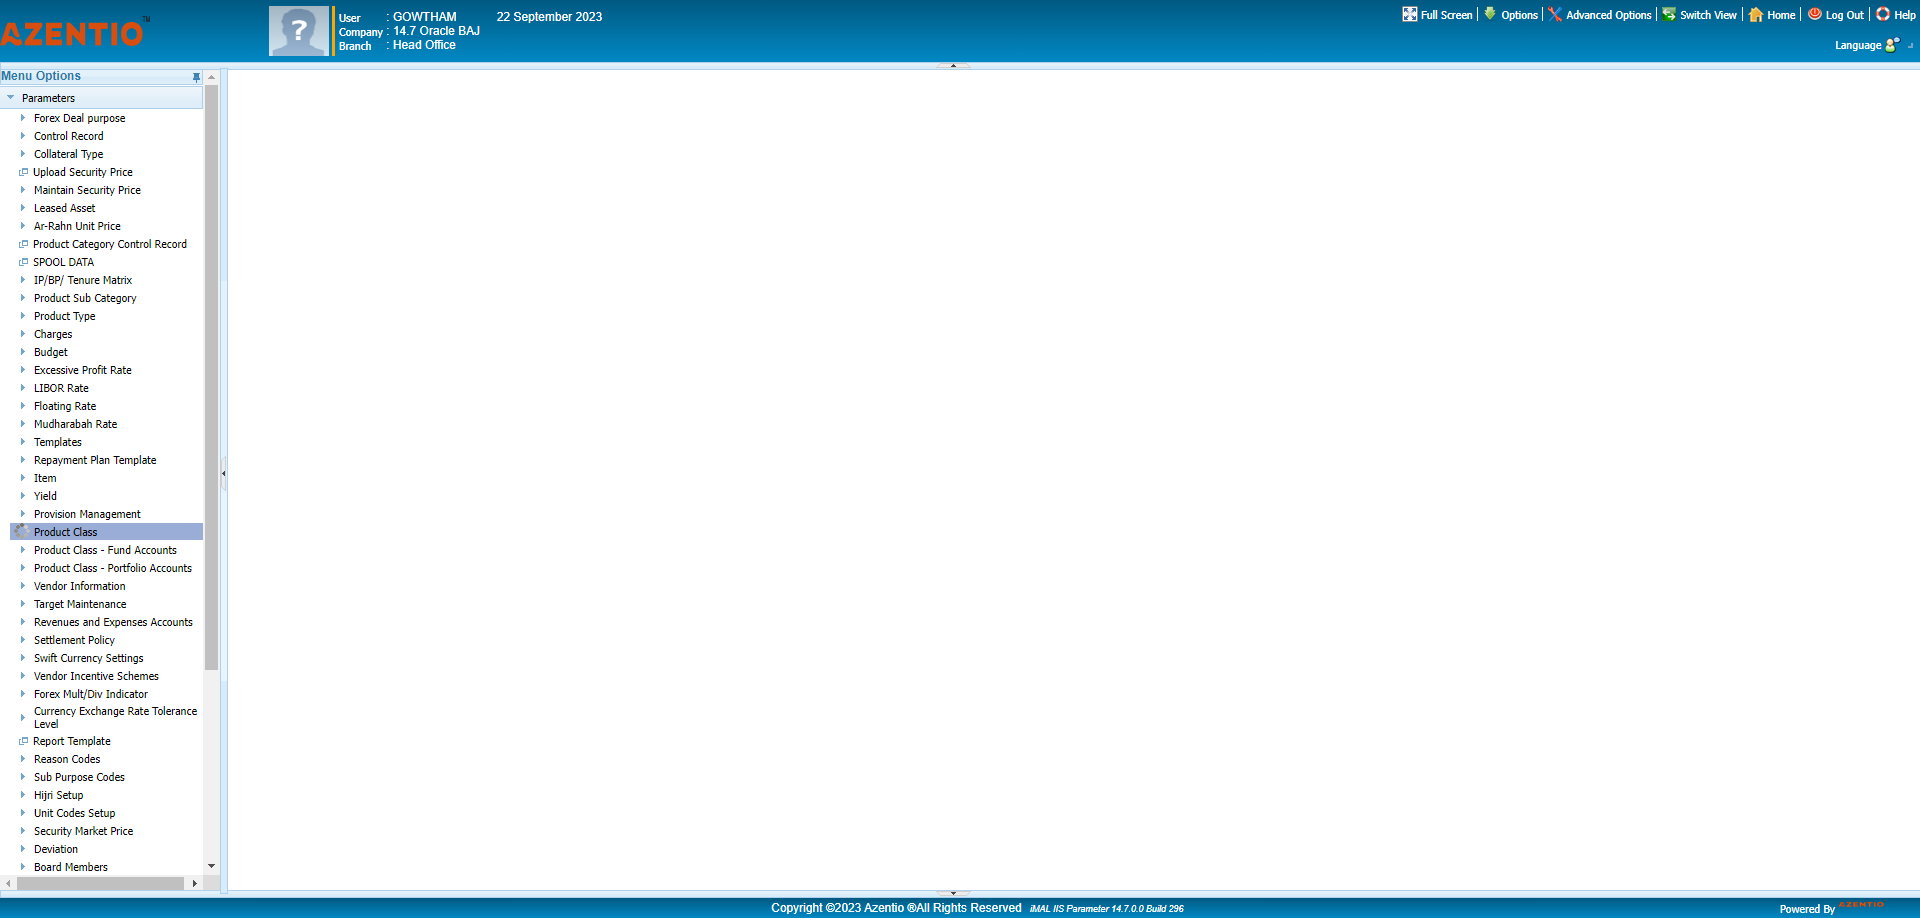 AZENTIO™
?
User : GOWTHAM 22 September 2023
Company : 14.7 Oracle BAJ
Branch : Head Office
Full Screen Options Advanced Options Switch View Home Log Out Help
Language
Menu Options
Parameters
Forex Deal purpose
Control Record
Collateral Type
Upload Security Price
Maintain Security Price
Leased Asset
Ar-Rahn Unit Price
Product Category Control Record
SPOOL DATA
IP/BP/ Tenure Matrix
Product Sub Category
Product Type
Charges
Budget
Excessive Profit Rate
LIBOR Rate
Floating Rate
Mudharabah Rate
Templates
Repayment Plan Template
Item
Yield
Provision Management
Product Class
Product Class - Fund Accounts
Product Class - Portfolio Accounts
Vendor Information
Target Maintenance
Revenues and Expenses Accounts
Settlement Policy
Swift Currency Settings
Vendor Incentive Schemes
Forex Mult/Div Indicator
Currency Exchange Rate Tolerance
Level
Report Template
Reason Codes
Sub Purpose Codes
Hijri Setup
Unit Codes Setup
Security Market Price
Deviation
Board Members
Copyright ©2023 Azentio ®All Rights Reserved iMAL IIS Parameter 14.7.0.0 Build 296
Powered By AZENTIO